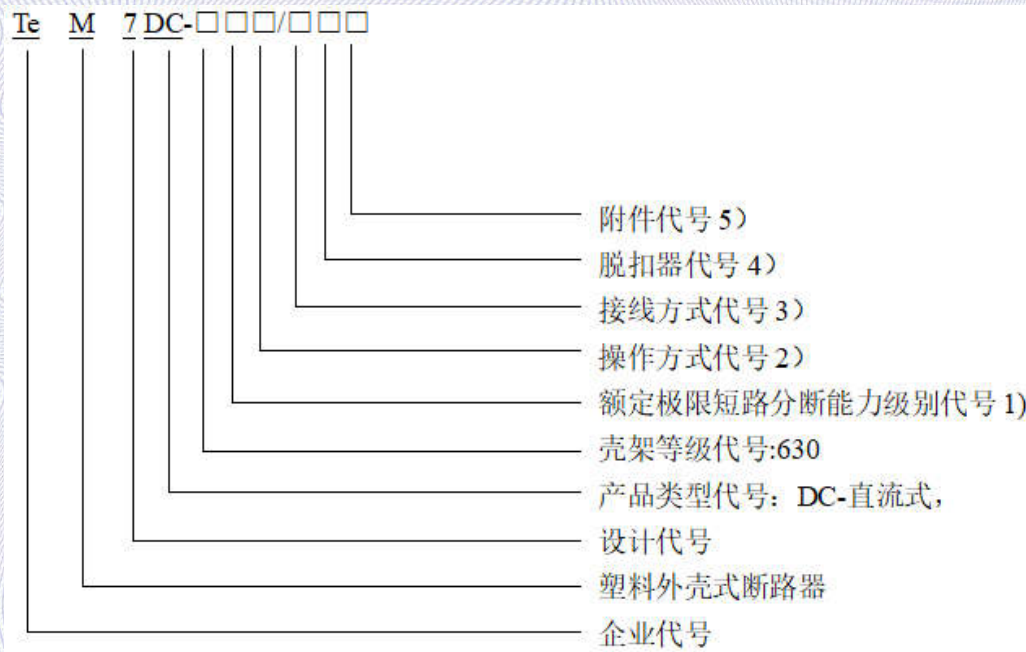 Te M 7 DC-□□□/□□□
附件代号 5）
脱扣器代号 4）
接线方式代号 3）
操作方式代号 2）
额定极限短路分断能力级别代号 1)
壳架等级代号:630
产品类型代号：DC-直流式，
设计代号
塑料外壳式断路器
企业代号